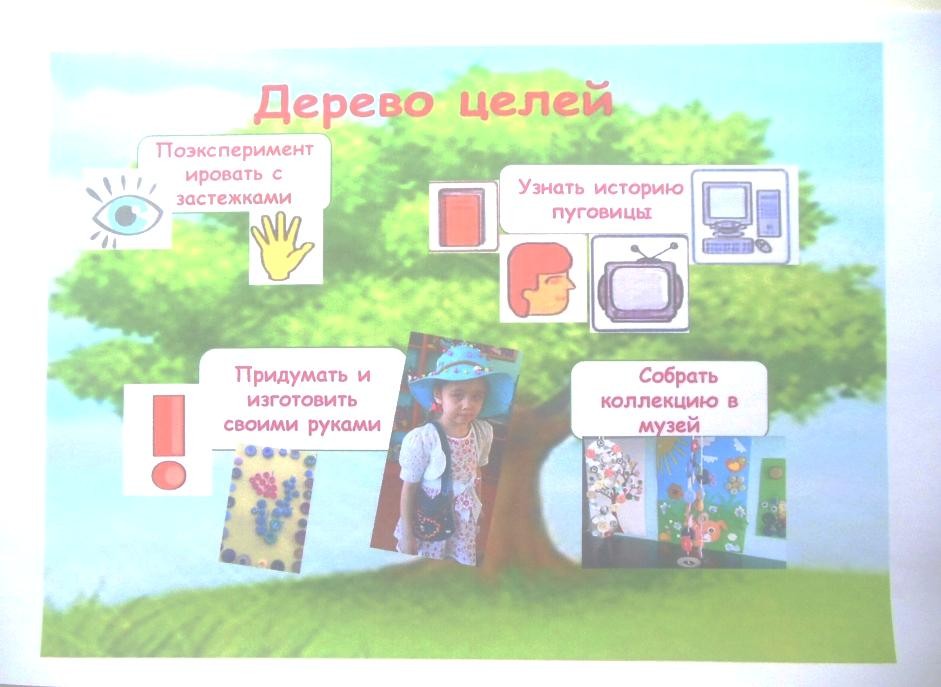 Дерево целей
Поэксперимент
ировать с
застежками
Узнать историю
пуговицы
Придумать и
изготовить
своими руками
Собрать
коллекцию в
музей